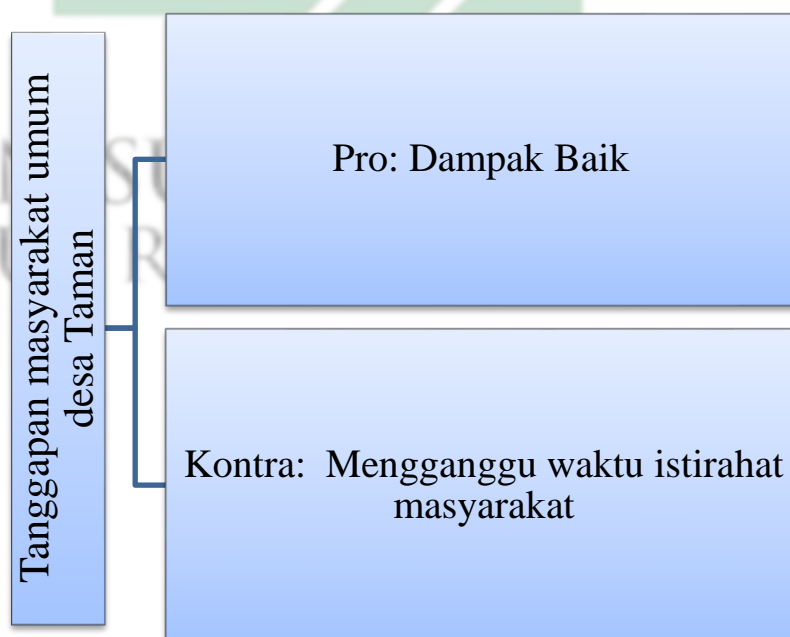 Tanggapan masyarakat umum
desa Taman
Pro: Dampak Baik
Kontra: Mengganggu waktu istirahat
masyarakat